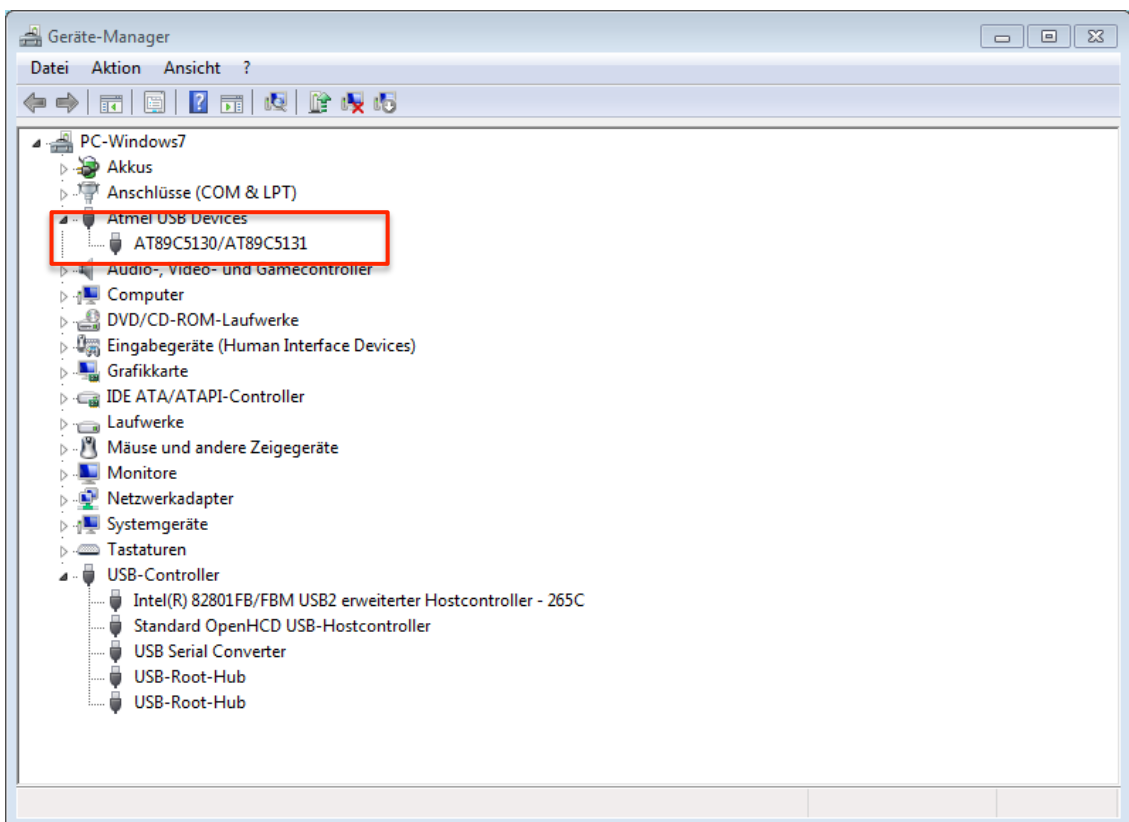 Geräte-Manager
Datei Aktion Ansicht ?
PC-Windows7
Akkus
Anschlüsse (COM & LPT)
Atmel USB Devices
AT89C5130/AT89C5131
Audio-, Video- und Gamecontroller
Computer
DVD/CD-ROM-Laufwerke
Eingabegeräte (Human Interface Devices)
Grafikkarte
IDE ATA/ATAPI-Controller
Laufwerke
Mäuse und andere Zeigegeräte
Monitore
Netzwerkadapter
Systemgeräte
Tastaturen
USB-Controller
Intel(R) 82801FB/FBM USB2 erweiterter Hostcontroller - 265C
Standard OpenHCD USB-Hostcontroller
USB Serial Converter
USB-Root-Hub
USB-Root-Hub